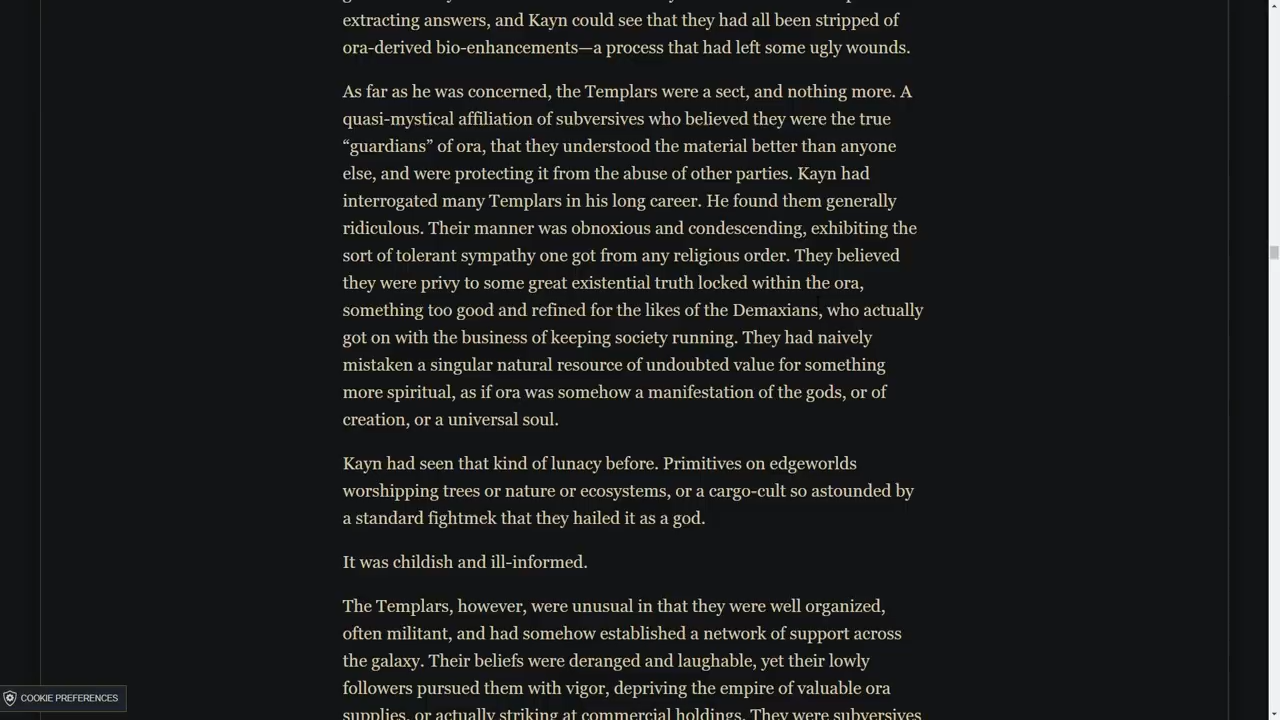 extracting answers, and Kayn could see that they had all been stripped of
ora-derived bio-enhancements—a process that had left some ugly wounds.
As far as he was concerned, the Templars were a sect, and nothing more. A
quasi-mystical affiliation of subversives who believed they were the true
“guardians” of ora, that they understood the material better than anyone
else, and were protecting it from the abuse of other parties. Kayn had
interrogated many Templars in his long career. He found them generally
ridiculous. Their manner was obnoxious and condescending, exhibiting the
sort of tolerant sympathy one got from any religious order. They believed
they were privy to some great existential truth locked within the ora,
something too good and refined for the likes of the Demaxians, who actually
got on with the business of keeping society running. They had naively
mistaken a singular natural resource of undoubted value for something
more spiritual, as if ora was somehow a manifestation of the gods, or of
creation, or a universal soul.
Kayn had seen that kind of lunacy before. Primitives on edgeworlds
worshipping trees or nature or ecosystems, or a cargo-cult so astounded by
a standard fightmek that they hailed it as a god.
It was childish and ill-informed.
The Templars, however, were unusual in that they were well organized,
often militant, and had somehow established a network of support across
the galaxy. Their beliefs were deranged and laughable, yet their lowly
followers pursued them with vigor, depriving the empire of valuable ora
supplies, or actually striking at commercial holdings. They were subversives
COOKIE PREFERENCES